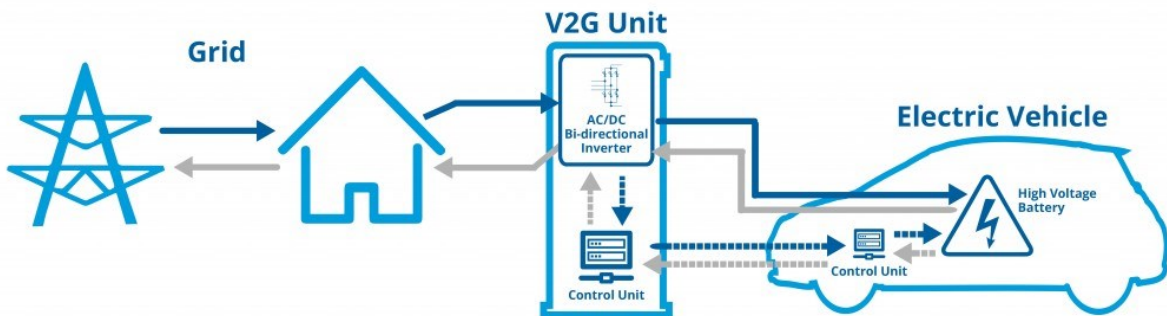 V2G Unit
Grid
AC/DC
Bi-directional
Inverter
Electric Vehicle
High Voltage
Battery
Control Unit
Control Unit